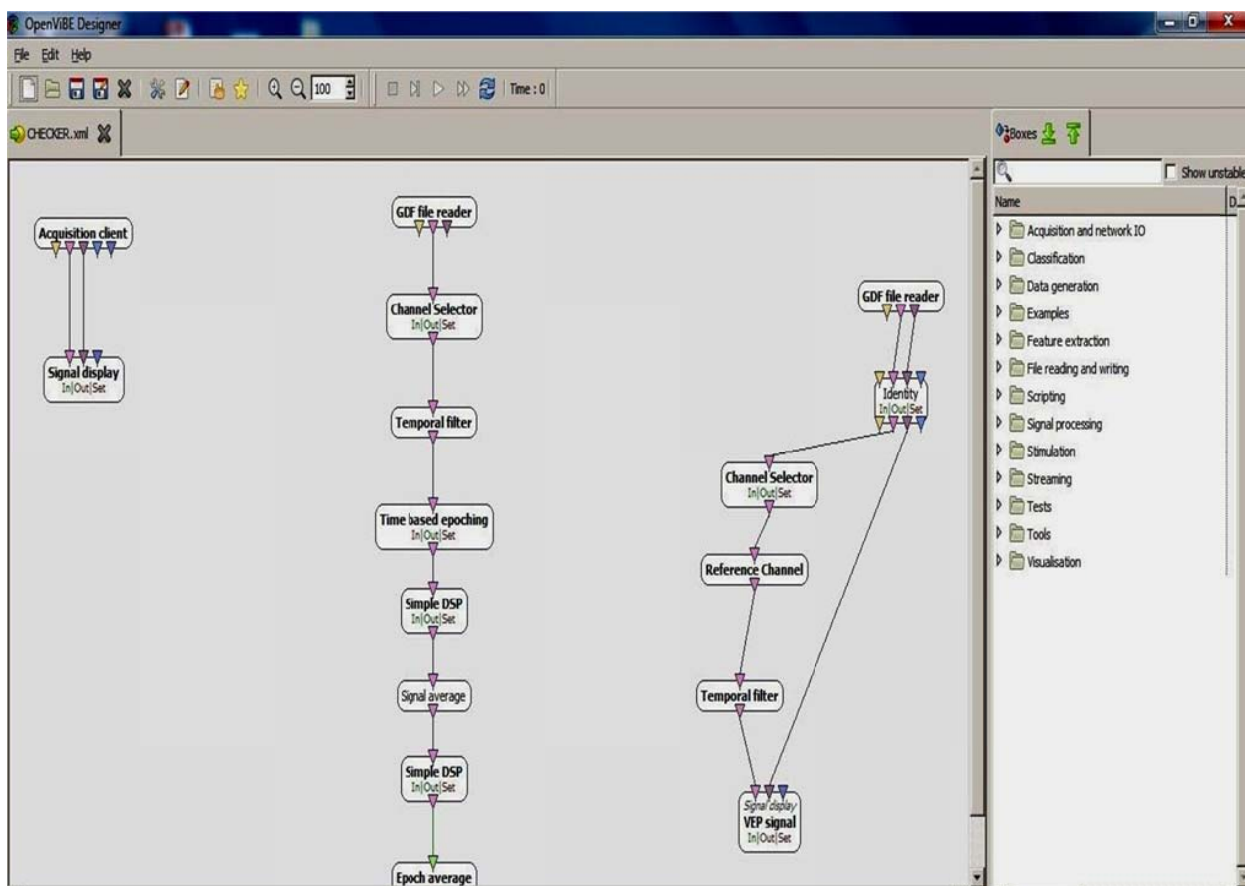 OpenViBE Designer
File Edit Help
100
Time : 0
CHECKER.xml
Boxes
Show unstable
Name
D..
Acquisition and network IO
Classification
Data generation
Examples
Feature extraction
File reading and writing
Scripting
Signal processing
Stimulation
Streaming
Tests
Tools
Visualisation
Acquisition client
Signal display
In|Out|Set
GDF file reader
Channel Selector
In|Out|Set
Temporal filter
Time based epoching
In|Out|Set
Simple DSP
In|Out|Set
Signal average
Simple DSP
In|Out|Set
Epoch average
GDF file reader
Identity
In|Out|Set
Channel Selector
In|Out|Set
Reference Channel
Temporal filter
Signal display
VEP signal
In|Out|Set